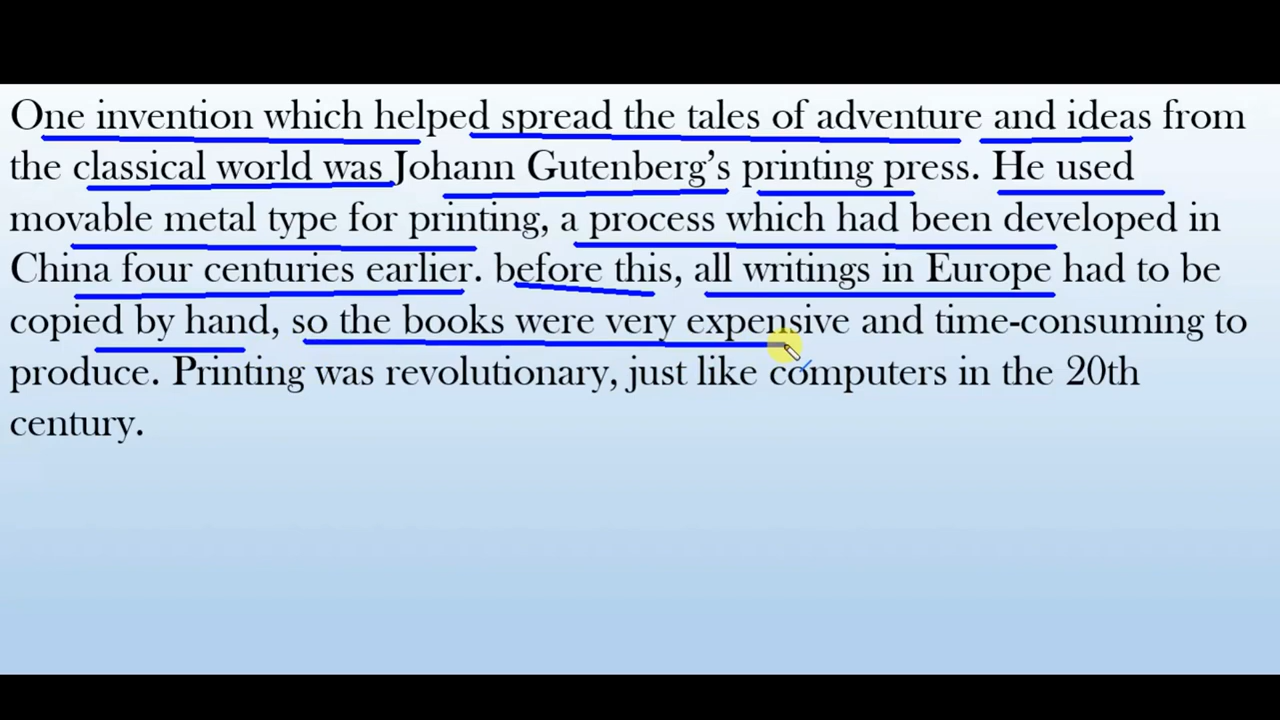 One invention which helped spread the tales of adventure and ideas from
the classical world was Johann Gutenberg’s printing press. He used
movable metal type for printing, a process which had been developed in
China four centuries earlier. before this, all writings in Europe had to be
copied by hand, so the books were very expensive and time-consuming to
produce. Printing was revolutionary, just like computers in the 20th
century.